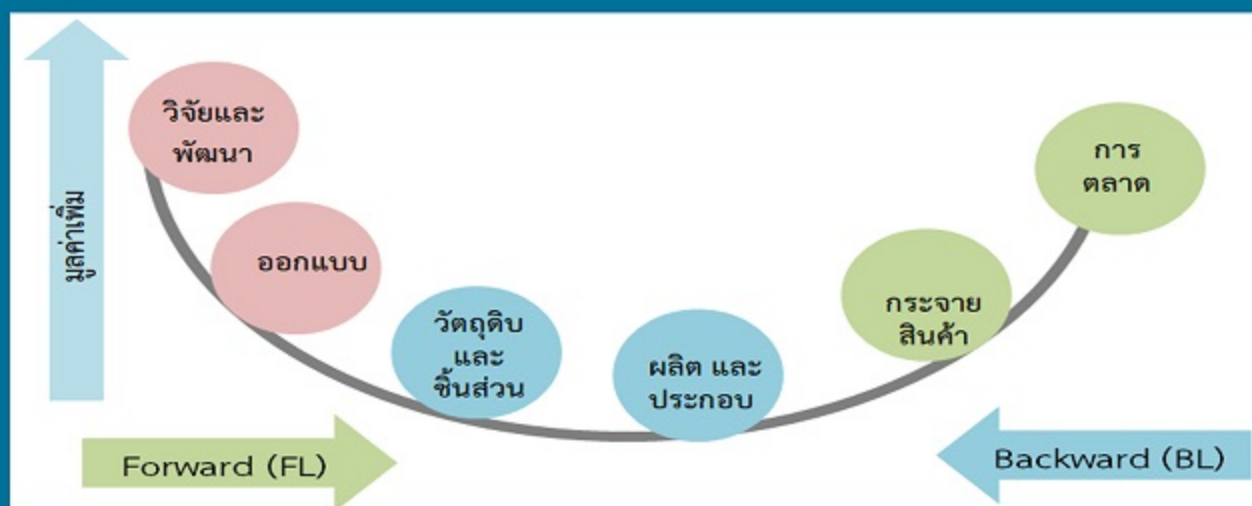 วิจัยและ
พัฒนา
ออกแบบ
วัตถุดิบ
และ
ชิ้นส่วน
ผลิต และ
ประกอบ
กระจาย
สินค้า
การ
ตลาด
มูลค่าเพิ่ม
Forward (FL)
Backward (BL)